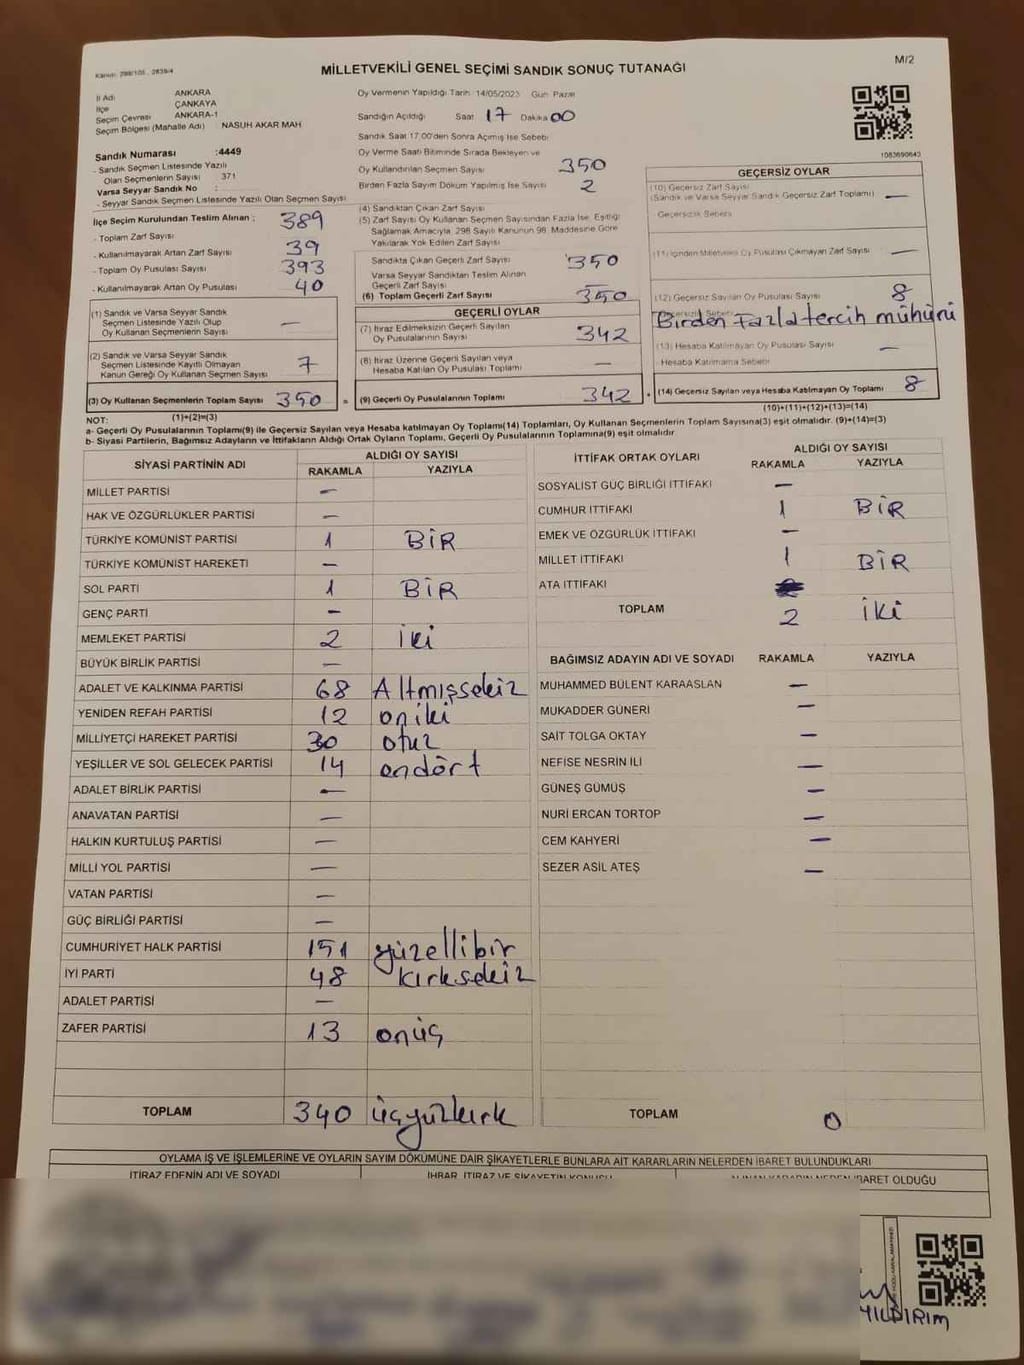 Kanun: 298/105, 2839/4
MİLLETVEKİLİ GENEL SEÇİMİ SANDIK SONUÇ TUTANAĞI
M/2
İl Adı ANKARA
İlçe ÇANKAYA
Seçim Çevresi ANKARA-1
Seçim Bölgesi (Mahalle Adı) NASUH AKAR MAH
Sandık Numarası :4449
- Sandık Seçmen Listesinde Yazılı
Olan Seçmenlerin Sayısı 371
Varsa Seyyar Sandık No :
- Seyyar Sandık Seçmen Listesinde Yazılı Olan Seçmen Sayısı
İlçe Seçim Kurulundan Teslim Alınan :
- Toplam Zarf Sayısı 389
- Kullanılmayarak Artan Zarf Sayısı 39
- Toplam Oy Pusulası Sayısı 393
- Kullanılmayarak Artan Oy Pusulası 40
(1) Sandık ve Varsa Seyyar Sandık
Seçmen Listesinde Yazılı Olup
Oy Kullanan Seçmenlerin Sayısı —
(2) Sandık ve Varsa Seyyar Sandık
Seçmen Listesinde Kayıtlı Olmayan
Kanun Gereği Oy Kullanan Seçmen Sayısı 7
(3) Oy Kullanan Seçmenlerin Toplam Sayısı 350
(1)+(2)=(3)
Oy Vermenin Yapıldığı Tarih: 14/05/2023 Gün: Pazar
Sandığın Açıldığı Saat 17 Dakika 00
Sandık Saat 17.00'den Sonra Açımış İse Sebebi
Oy Verme Saati Bitiminde Sırada Bekleyen ve
Oy Kullandırılan Seçmen Sayısı 350
Birden Fazla Sayım Döküm Yapılmış İse Sayısı 2
(4) Sandıktan Çıkan Zarf Sayısı
(5) Zarf Sayısı Oy Kullanan Seçmen Sayısından Fazla İse, Eşitliği
Sağlamak Amacıyla, 298 Sayılı Kanunun 98. Maddesine Göre
Yakılarak Yok Edilen Zarf Sayısı
Sandıkta Çıkan Geçerli Zarf Sayısı 350
Varsa Seyyar Sandıktan Teslim Alınan
Geçerli Zarf Sayısı —
(6) Toplam Geçerli Zarf Sayısı 350
GEÇERLİ OYLAR
(7) İtiraz Edilmeksizin Geçerli Sayılan
Oy Pusulalarının Sayısı 342
(8) İtiraz Üzerine Geçerli Sayılan veya
Hesaba Katılan Oy Pusulası Toplamı —
= (9) Geçerli Oy Pusulalarının Toplamı 342
1083690643
GEÇERSİZ OYLAR
(10) Geçersiz Zarf Sayısı
(Sandık ve Varsa Seyyar Sandık Geçersiz Zarf Toplamı) —
Geçersizlik Sebebi
(11) İçinden Milletvekili Oy Pusulası Çıkmayan Zarf Sayısı —
(12) Geçersiz Sayılan Oy Pusulası Sayısı 8
Geçersizlik Sebebi
Birden Fazla tercih mühürü
(13) Hesaba Katılmayan Oy Pusulası Sayısı —
Hesaba Katılmama Sebebi
+ (14) Geçersiz Sayılan veya Hesaba Katılmayan Oy Toplamı 8
(10)+(11)+(12)+(13)=(14)
NOT:
a- Geçerli Oy Pusulalarının Toplamı(9) ile Geçersiz Sayılan veya Hesaba katılmayan Oy Toplamı(14) Toplamları, Oy Kullanan Seçmenlerin Toplam Sayısına(3) eşit olmalıdır. (9)+(14)=(3)
b- Siyasi Partilerin, Bağımsız Adayların ve İttifakların Aldığı Ortak Oyların Toplamı, Geçerli Oy Pusulalarının Toplamına(9) eşit olmalıdır
SİYASİ PARTİNİN ADI ALDIĞI OY SAYISI
RAKAMLA YAZIYLA
MİLLET PARTİSİ —
HAK VE ÖZGÜRLÜKLER PARTİSİ —
TÜRKİYE KOMÜNİST PARTİSİ 1 BİR
TÜRKİYE KOMÜNİST HAREKETİ —
SOL PARTİ 1 BİR
GENÇ PARTİ —
MEMLEKET PARTİSİ 2 iki
BÜYÜK BİRLİK PARTİSİ —
ADALET VE KALKINMA PARTİSİ 68 Altmışsekiz
YENİDEN REFAH PARTİSİ 12 oniki
MİLLİYETÇİ HAREKET PARTİSİ 30 otuz
YEŞİLLER VE SOL GELECEK PARTİSİ 14 ondört
ADALET BİRLİK PARTİSİ —
ANAVATAN PARTİSİ —
HALKIN KURTULUŞ PARTİSİ —
MİLLİ YOL PARTİSİ —
VATAN PARTİSİ —
GÜÇ BİRLİĞİ PARTİSİ —
CUMHURİYET HALK PARTİSİ 151 yüzellibir
İYİ PARTİ 48 kırksekiz
ADALET PARTİSİ —
ZAFER PARTİSİ 13 onüç
TOPLAM 340 üçyüzkırk
İTTİFAK ORTAK OYLARI ALDIĞI OY SAYISI
RAKAMLA YAZIYLA
SOSYALİST GÜÇ BİRLİĞİ İTTİFAKI —
CUMHUR İTTİFAKI 1 BİR
EMEK VE ÖZGÜRLÜK İTTİFAKI —
MİLLET İTTİFAKI 1 BİR
ATA İTTİFAKI
TOPLAM 2 iki
BAĞIMSIZ ADAYIN ADI VE SOYADI RAKAMLA YAZIYLA
MUHAMMED BÜLENT KARAASLAN —
MUKADDER GÜNERİ —
SAİT TOLGA OKTAY —
NEFİSE NESRİN İLİ —
GÜNEŞ GÜMÜŞ —
NURİ ERCAN TORTOP —
CEM KAHYERİ —
SEZER ASİL ATEŞ —
TOPLAM 0
OYLAMA İŞ VE İŞLEMLERİNE VE OYLARIN SAYIM DÖKÜMÜNE DAİR ŞİKAYETLERLE BUNLARA AİT KARARLARIN NELERDEN İBARET BULUNDUKLARI
İTİRAZ EDENİN ADI VE SOYADI İHBAR, İTİRAZ VE ŞİKAYETİN KONUSU İBARET OLDUĞU
YILDIRIM